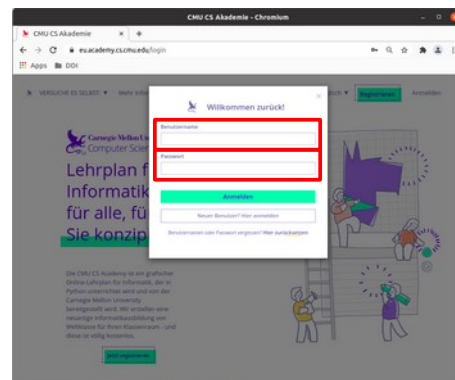 CMU CS Akademie - Chromium
CMU CS Akademie
eu.academy.cs.cmu.edu/login
Apps DDI
VERSUCHE ES SELBST! Mehr
Registrieren Anmelden
Willkommen zurück!
Benutzername
Passwort
Anmelden
Neuer Benutzer? Hier anmelden
Benutzernamen oder Passwort vergessen? Hier zurücksetzen
Carnegie Mellon
Computer
Lehrplan
Informatik
für alle,
Sie
Die CMU CS Academy ist ein grafischer
Online-Lehrplan für Informatik, der in
Python unterrichtet wird und von der
Carnegie Mellon University
bereitgestellt wird. Wir erstellen eine
neuartige Informatikausbildung von
Weltklasse für Ihren Klassenraum - und
diese ist völlig kostenlos.
Jetzt registrieren